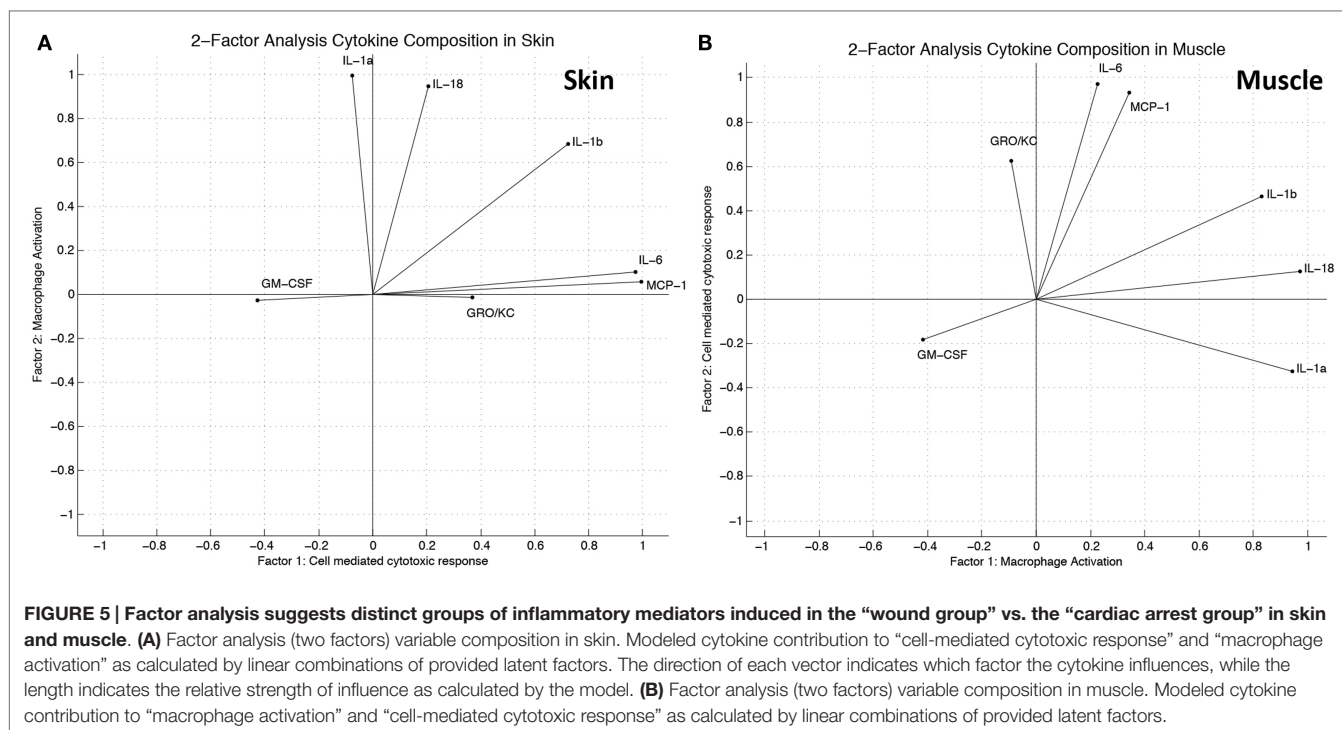 A
2–Factor Analysis Cytokine Composition in Skin
Skin
IL−1a
IL−18
IL−1b
IL−6
MCP−1
GM−CSF
GRO/KC
1
0.8
0.6
0.4
0.2
0
−0.2
−0.4
−0.6
−0.8
−1
Factor 2: Macrophage Activation
−1 −0.8 −0.6 −0.4 −0.2 0 0.2 0.4 0.6 0.8 1
Factor 1: Cell mediated cytotoxic response
B
2–Factor Analysis Cytokine Composition in Muscle
Muscle
IL−6
MCP−1
GRO/KC
IL−1b
IL−18
IL−1a
GM−CSF
1
0.8
0.6
0.4
0.2
0
−0.2
−0.4
−0.6
−0.8
−1
Factor 2: Cell mediated cytotoxic response
−1 −0.8 −0.6 −0.4 −0.2 0 0.2 0.4 0.6 0.8 1
Factor 1: Macrophage Activation
FIGURE 5 | Factor analysis suggests distinct groups of inflammatory mediators induced in the “wound group” vs. the “cardiac arrest group” in skin
and muscle. (A) Factor analysis (two factors) variable composition in skin. Modeled cytokine contribution to “cell-mediated cytotoxic response” and “macrophage
activation” as calculated by linear combinations of provided latent factors. The direction of each vector indicates which factor the cytokine influences, while the
length indicates the relative strength of influence as calculated by the model. (B) Factor analysis (two factors) variable composition in muscle. Modeled cytokine
contribution to “macrophage activation” and “cell-mediated cytotoxic response” as calculated by linear combinations of provided latent factors.